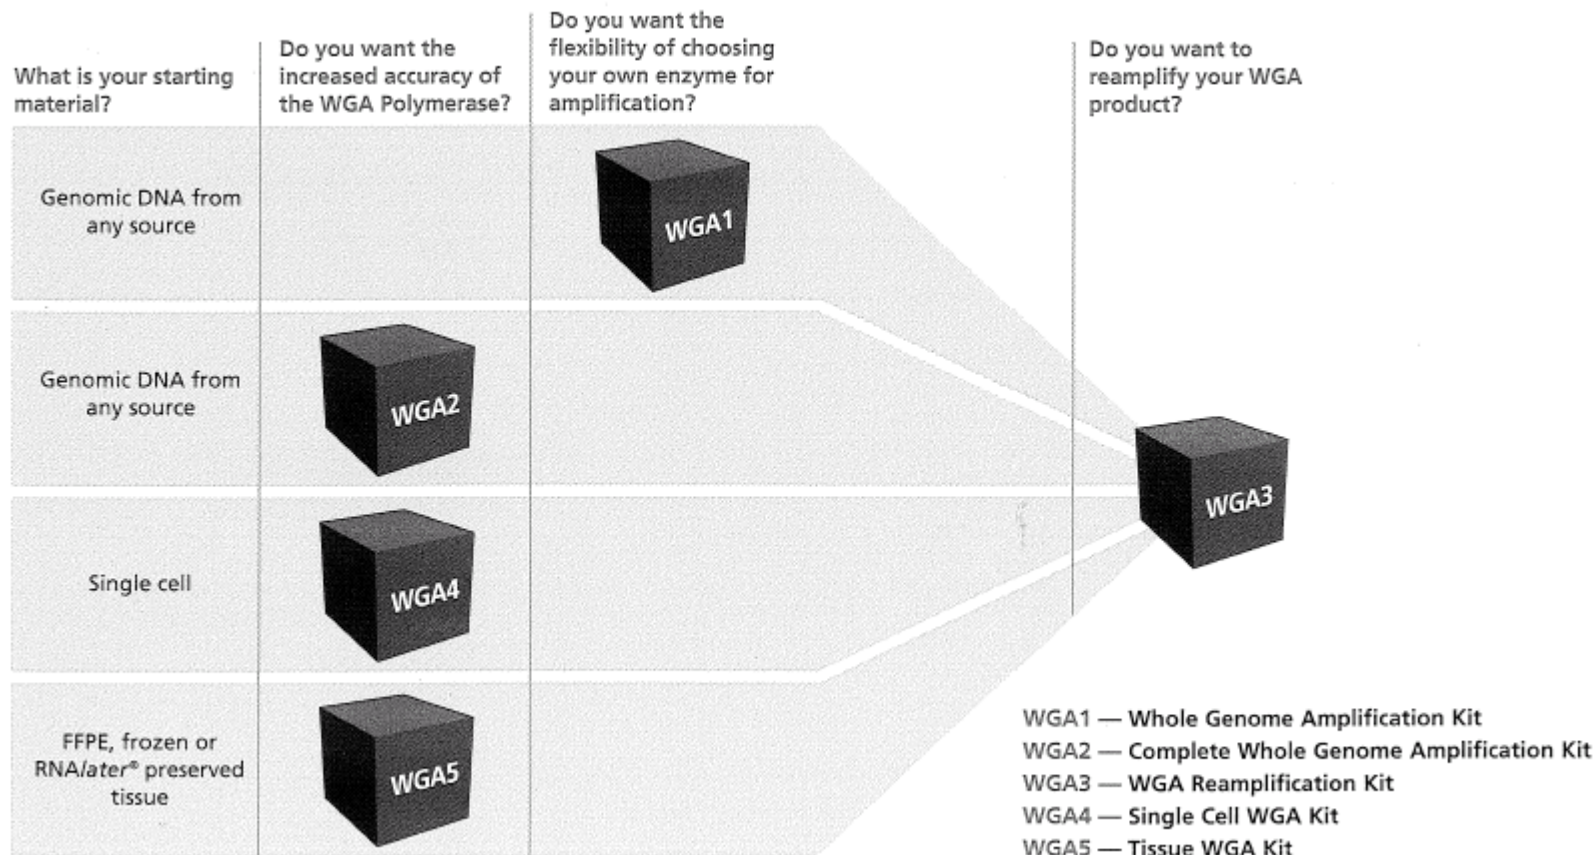 What is your starting
material?
Do you want the
increased accuracy of
the WGA Polymerase?
Do you want the
flexibility of choosing
your own enzyme for
amplification?
Do you want to
reamplify your WGA
product?
Genomic DNA from
any source
WGA1
Genomic DNA from
any source
WGA2
WGA3
Single cell
WGA4
FFPE, frozen or
RNAlater® preserved
tissue
WGA5
WGA1 — Whole Genome Amplification Kit
WGA2 — Complete Whole Genome Amplification Kit
WGA3 — WGA Reamplification Kit
WGA4 — Single Cell WGA Kit
WGA5 — Tissue WGA Kit